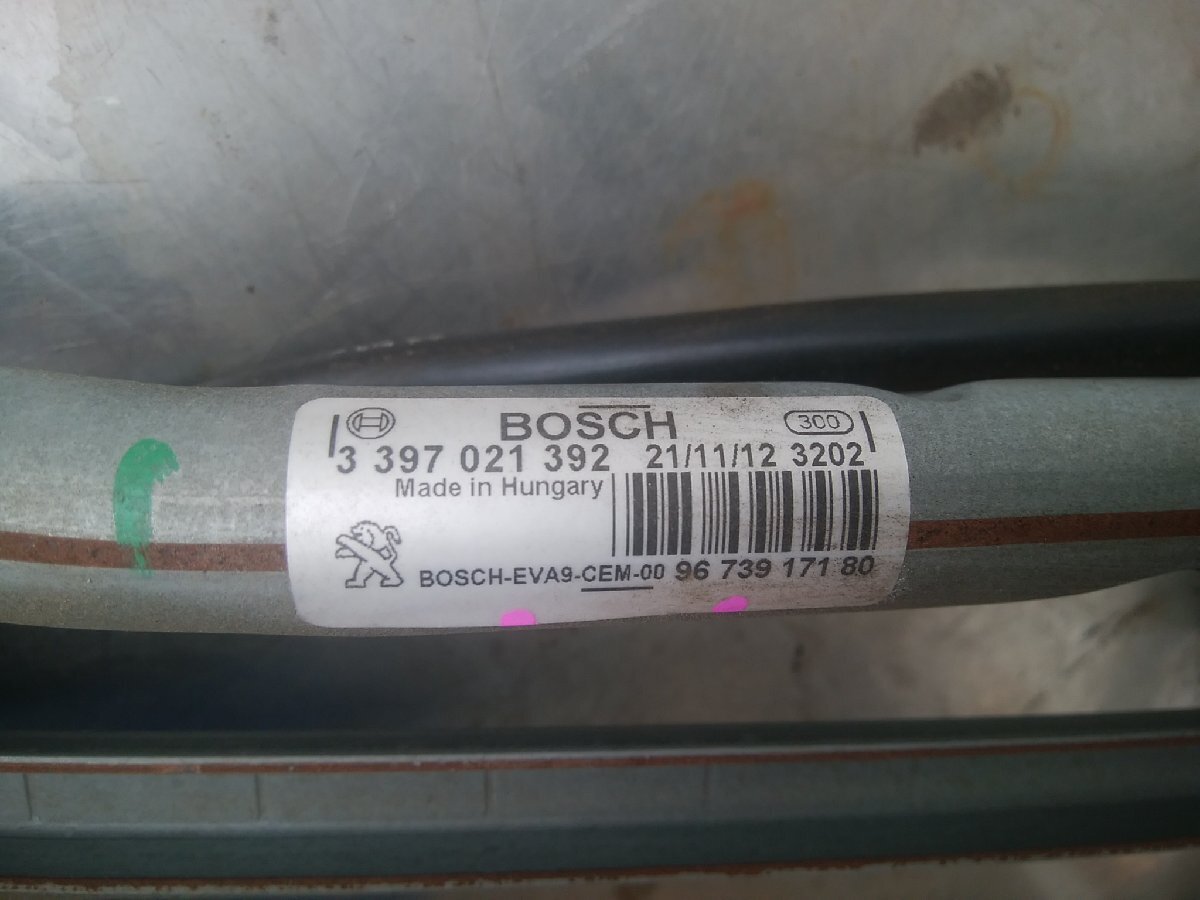 BOSCH 300
3 397 021 392 21/11/12 3202
Made in Hungary
BOSCH-EVA9-CEM-00 96 739 171 80